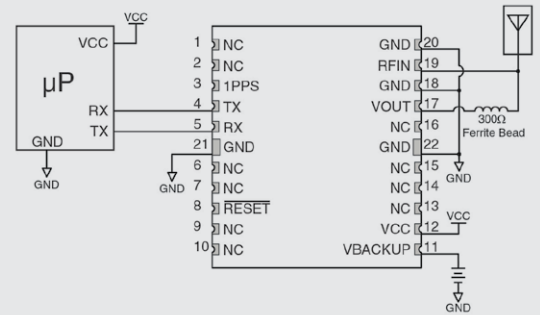 VCC
VCC
µP
RX
TX
GND
GND
1 NC
2 NC
3 1PPS
4 TX
5 RX
21 GND
GND
6 NC
7 NC
8 RESET
9 NC
10 NC
GND 20
RFIN 19
GND 18
VOUT 17
300Ω
Ferrite Bead
NC 16
GND 22
GND
NC 15
NC 14
NC 13
VCC
VCC 12
VBACKUP 11
GND